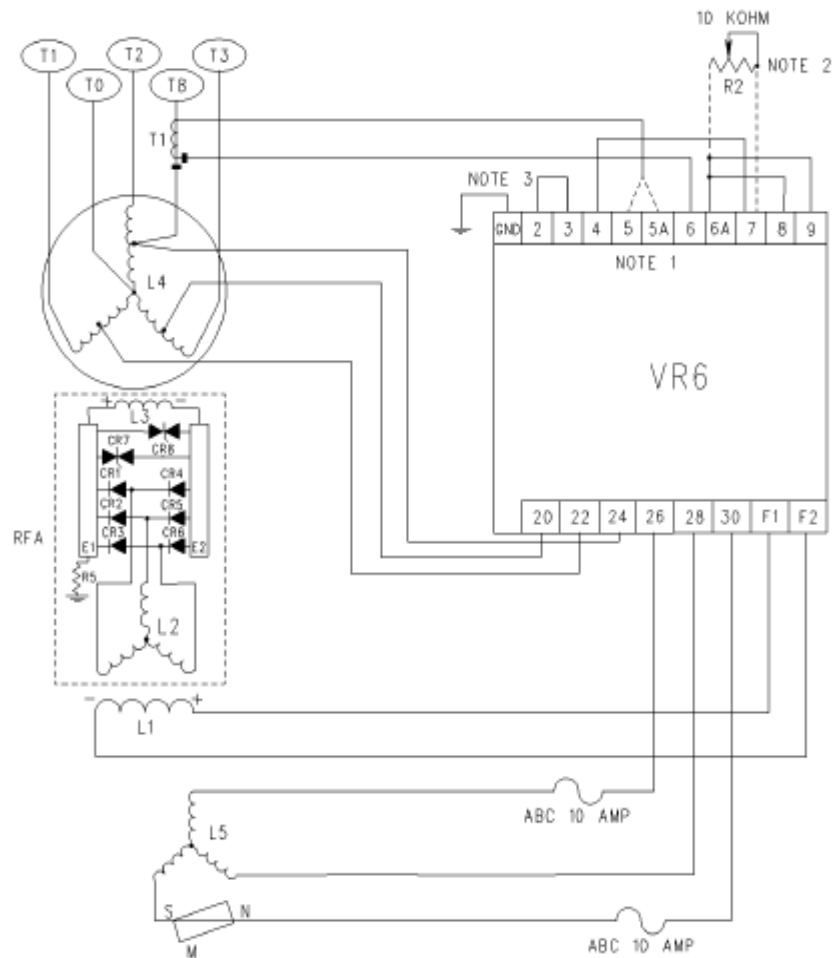 10 KOHM
T1
T2
T3
T0
T8
R2
NOTE 2
T1
NOTE 3
GND 2 3 4 5 5A 6 6A 7 8 9
NOTE 1
L4
VR6
+ L3 -
CR7 CR8
CR1 CR4
CR2 CR5
CR3 CR6
RFA
E1 E2
R5
20 22 24 26 28 30 F1 F2
L2
- +
L1
ABC 10 AMP
L5
S N
M
ABC 10 AMP